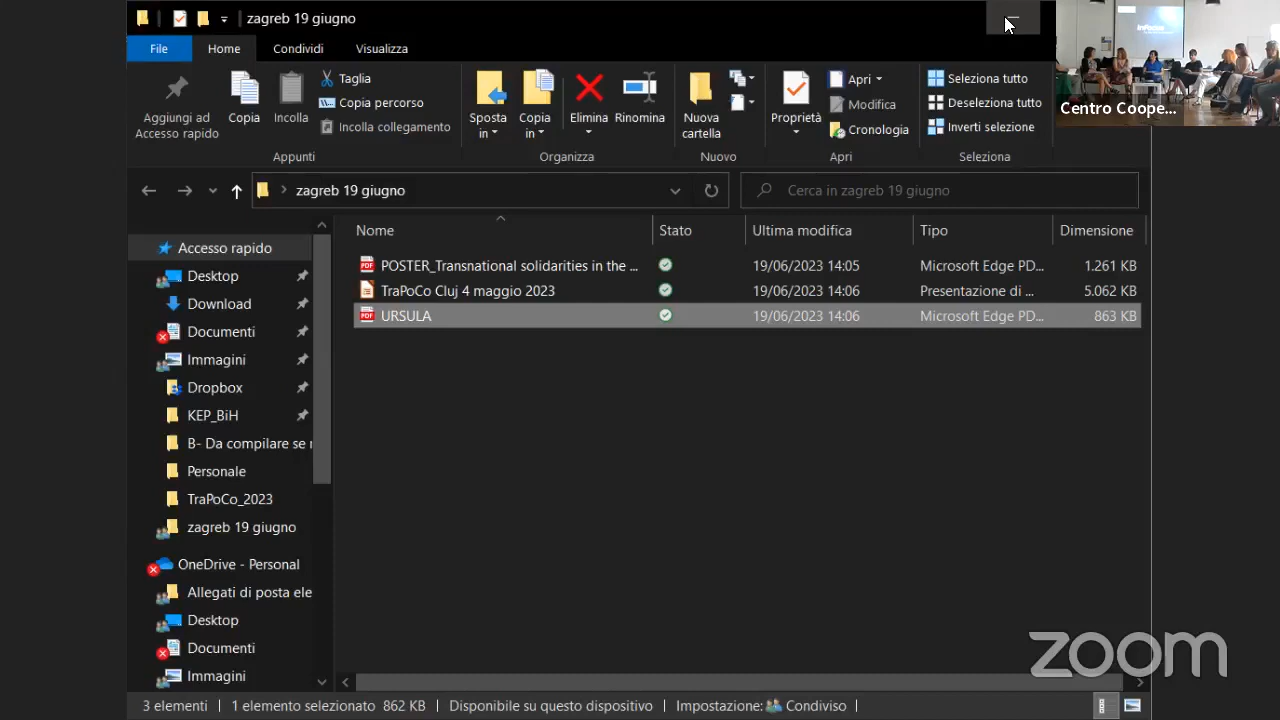 zagreb 19 giugno
File
Home
Condividi
Visualizza
Aggiungi ad
Accesso rapido
Copia
Incolla
Taglia
Copia percorso
Incolla collegamento
Appunti
Sposta
in
Copia
in
Elimina
Rinomina
Organizza
Nuova
cartella
Nuovo
Proprietà
Apri
Modifica
Cronologia
Apri
Seleziona tutto
Deseleziona tutto
Inverti selezione
Seleziona
Centro Coope...
zagreb 19 giugno
Cerca in zagreb 19 giugno
Nome
Stato
Ultima modifica
Tipo
Dimensione
POSTER_Transnational solidarities in the ... 19/06/2023 14:05 Microsoft Edge PD... 1.261 KB
TraPoCo Cluj 4 maggio 2023 19/06/2023 14:06 Presentazione di ... 5.062 KB
URSULA 19/06/2023 14:06 Microsoft Edge PD... 863 KB
Accesso rapido
Desktop
Download
Documenti
Immagini
Dropbox
KEP_BiH
B- Da compilare se
Personale
TraPoCo_2023
zagreb 19 giugno
OneDrive - Personal
Allegati di posta ele
Desktop
Documenti
Immagini
3 elementi
1 elemento selezionato 862 KB
Disponibile su questo dispositivo
Impostazione: Condiviso
zoom